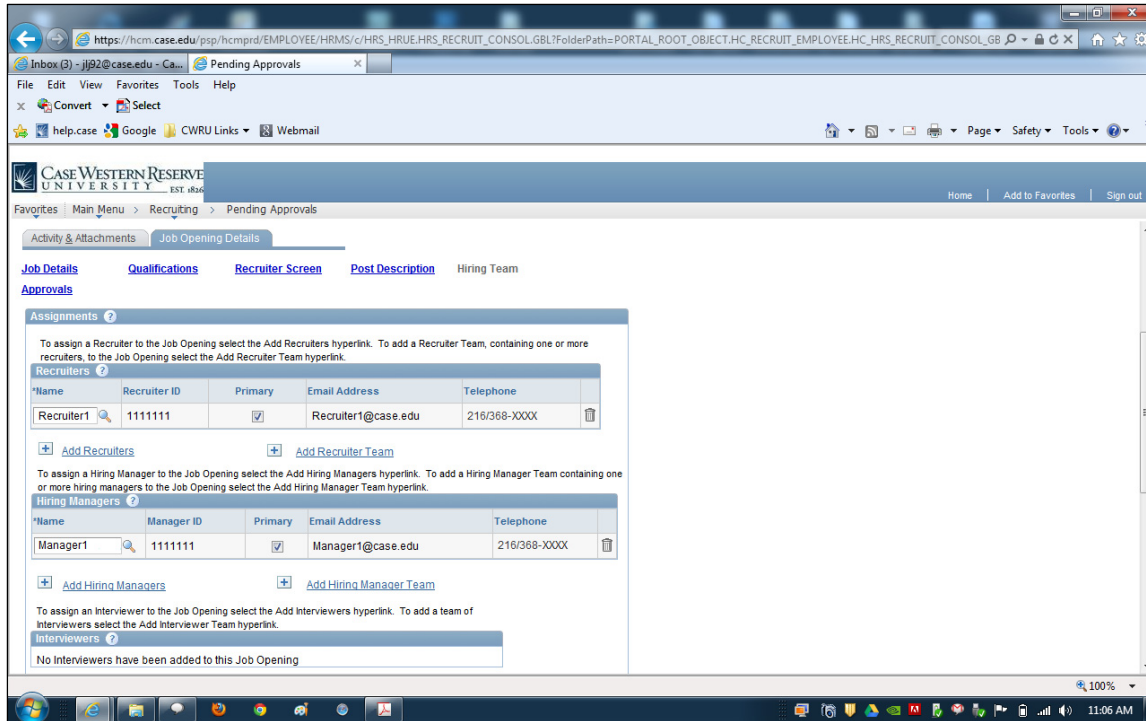 https://hcm.case.edu/psp/hcmprd/EMPLOYEE/HRMS/c/HRS_HRUE.HRS_RECRUIT_CONSOL.GBL?FolderPath=PORTAL_ROOT_OBJECT.HC_RECRUIT_EMPLOYEE.HC_HRS_RECRUIT_CONSOL_GB
Inbox (3) - jlj92@case.edu - Ca... Pending Approvals
File Edit View Favorites Tools Help
Convert Select
help.case Google CWRU Links Webmail Page Safety Tools
CASE WESTERN RESERVE
UNIVERSITY EST. 1826
Home | Add to Favorites | Sign out
Favorites Main Menu > Recruiting > Pending Approvals
Activity & Attachments Job Opening Details
Job Details Qualifications Recruiter Screen Post Description Hiring Team
Approvals
Assignments
To assign a Recruiter to the Job Opening select the Add Recruiters hyperlink. To add a Recruiter Team, containing one or more
recruiters, to the Job Opening select the Add Recruiter Team hyperlink.
Recruiters
*Name Recruiter ID Primary Email Address Telephone
Recruiter1 1111111 Recruiter1@case.edu 216/368-XXXX
Add Recruiters Add Recruiter Team
To assign a Hiring Manager to the Job Opening select the Add Hiring Managers hyperlink. To add a Hiring Manager Team containing one
or more hiring managers to the Job Opening select the Add Hiring Manager Team hyperlink.
Hiring Managers
*Name Manager ID Primary Email Address Telephone
Manager1 1111111 Manager1@case.edu 216/368-XXXX
Add Hiring Managers Add Hiring Manager Team
To assign an Interviewer to the Job Opening select the Add Interviewers hyperlink. To add a team of
Interviewers select the Add Interviewer Team hyperlink.
Interviewers
No Interviewers have been added to this Job Opening
100%
11:06 AM